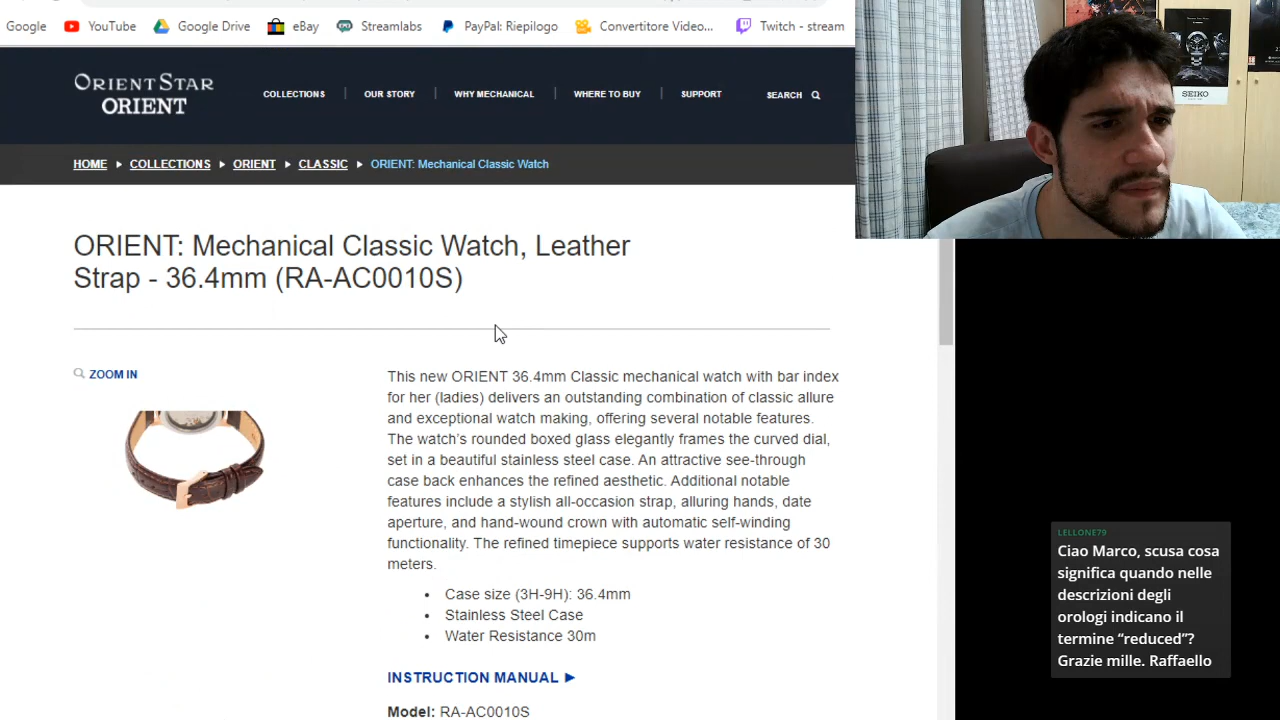 Google YouTube Google Drive eBay Streamlabs PayPal: Riepilogo Convertitore Video... Twitch - stream
ORIENT STAR
ORIENT
COLLECTIONS OUR STORY WHY MECHANICAL WHERE TO BUY SUPPORT SEARCH
HOME COLLECTIONS ORIENT CLASSIC ORIENT: Mechanical Classic Watch
SEIKO
ORIENT: Mechanical Classic Watch, Leather
Strap - 36.4mm (RA-AC0010S)
ZOOM IN
This new ORIENT 36.4mm Classic mechanical watch with bar index
for her (ladies) delivers an outstanding combination of classic allure
and exceptional watch making, offering several notable features.
The watch's rounded boxed glass elegantly frames the curved dial,
set in a beautiful stainless steel case. An attractive see-through
case back enhances the refined aesthetic. Additional notable
features include a stylish all-occasion strap, alluring hands, date
aperture, and hand-wound crown with automatic self-winding
functionality. The refined timepiece supports water resistance of 30
meters.
• Case size (3H-9H): 36.4mm
• Stainless Steel Case
• Water Resistance 30m
INSTRUCTION MANUAL ►
Model: RA-AC0010S
LELLONE79
Ciao Marco, scusa cosa
significa quando nelle
descrizioni degli
orologi indicano il
termine “reduced”?
Grazie mille. Raffaello